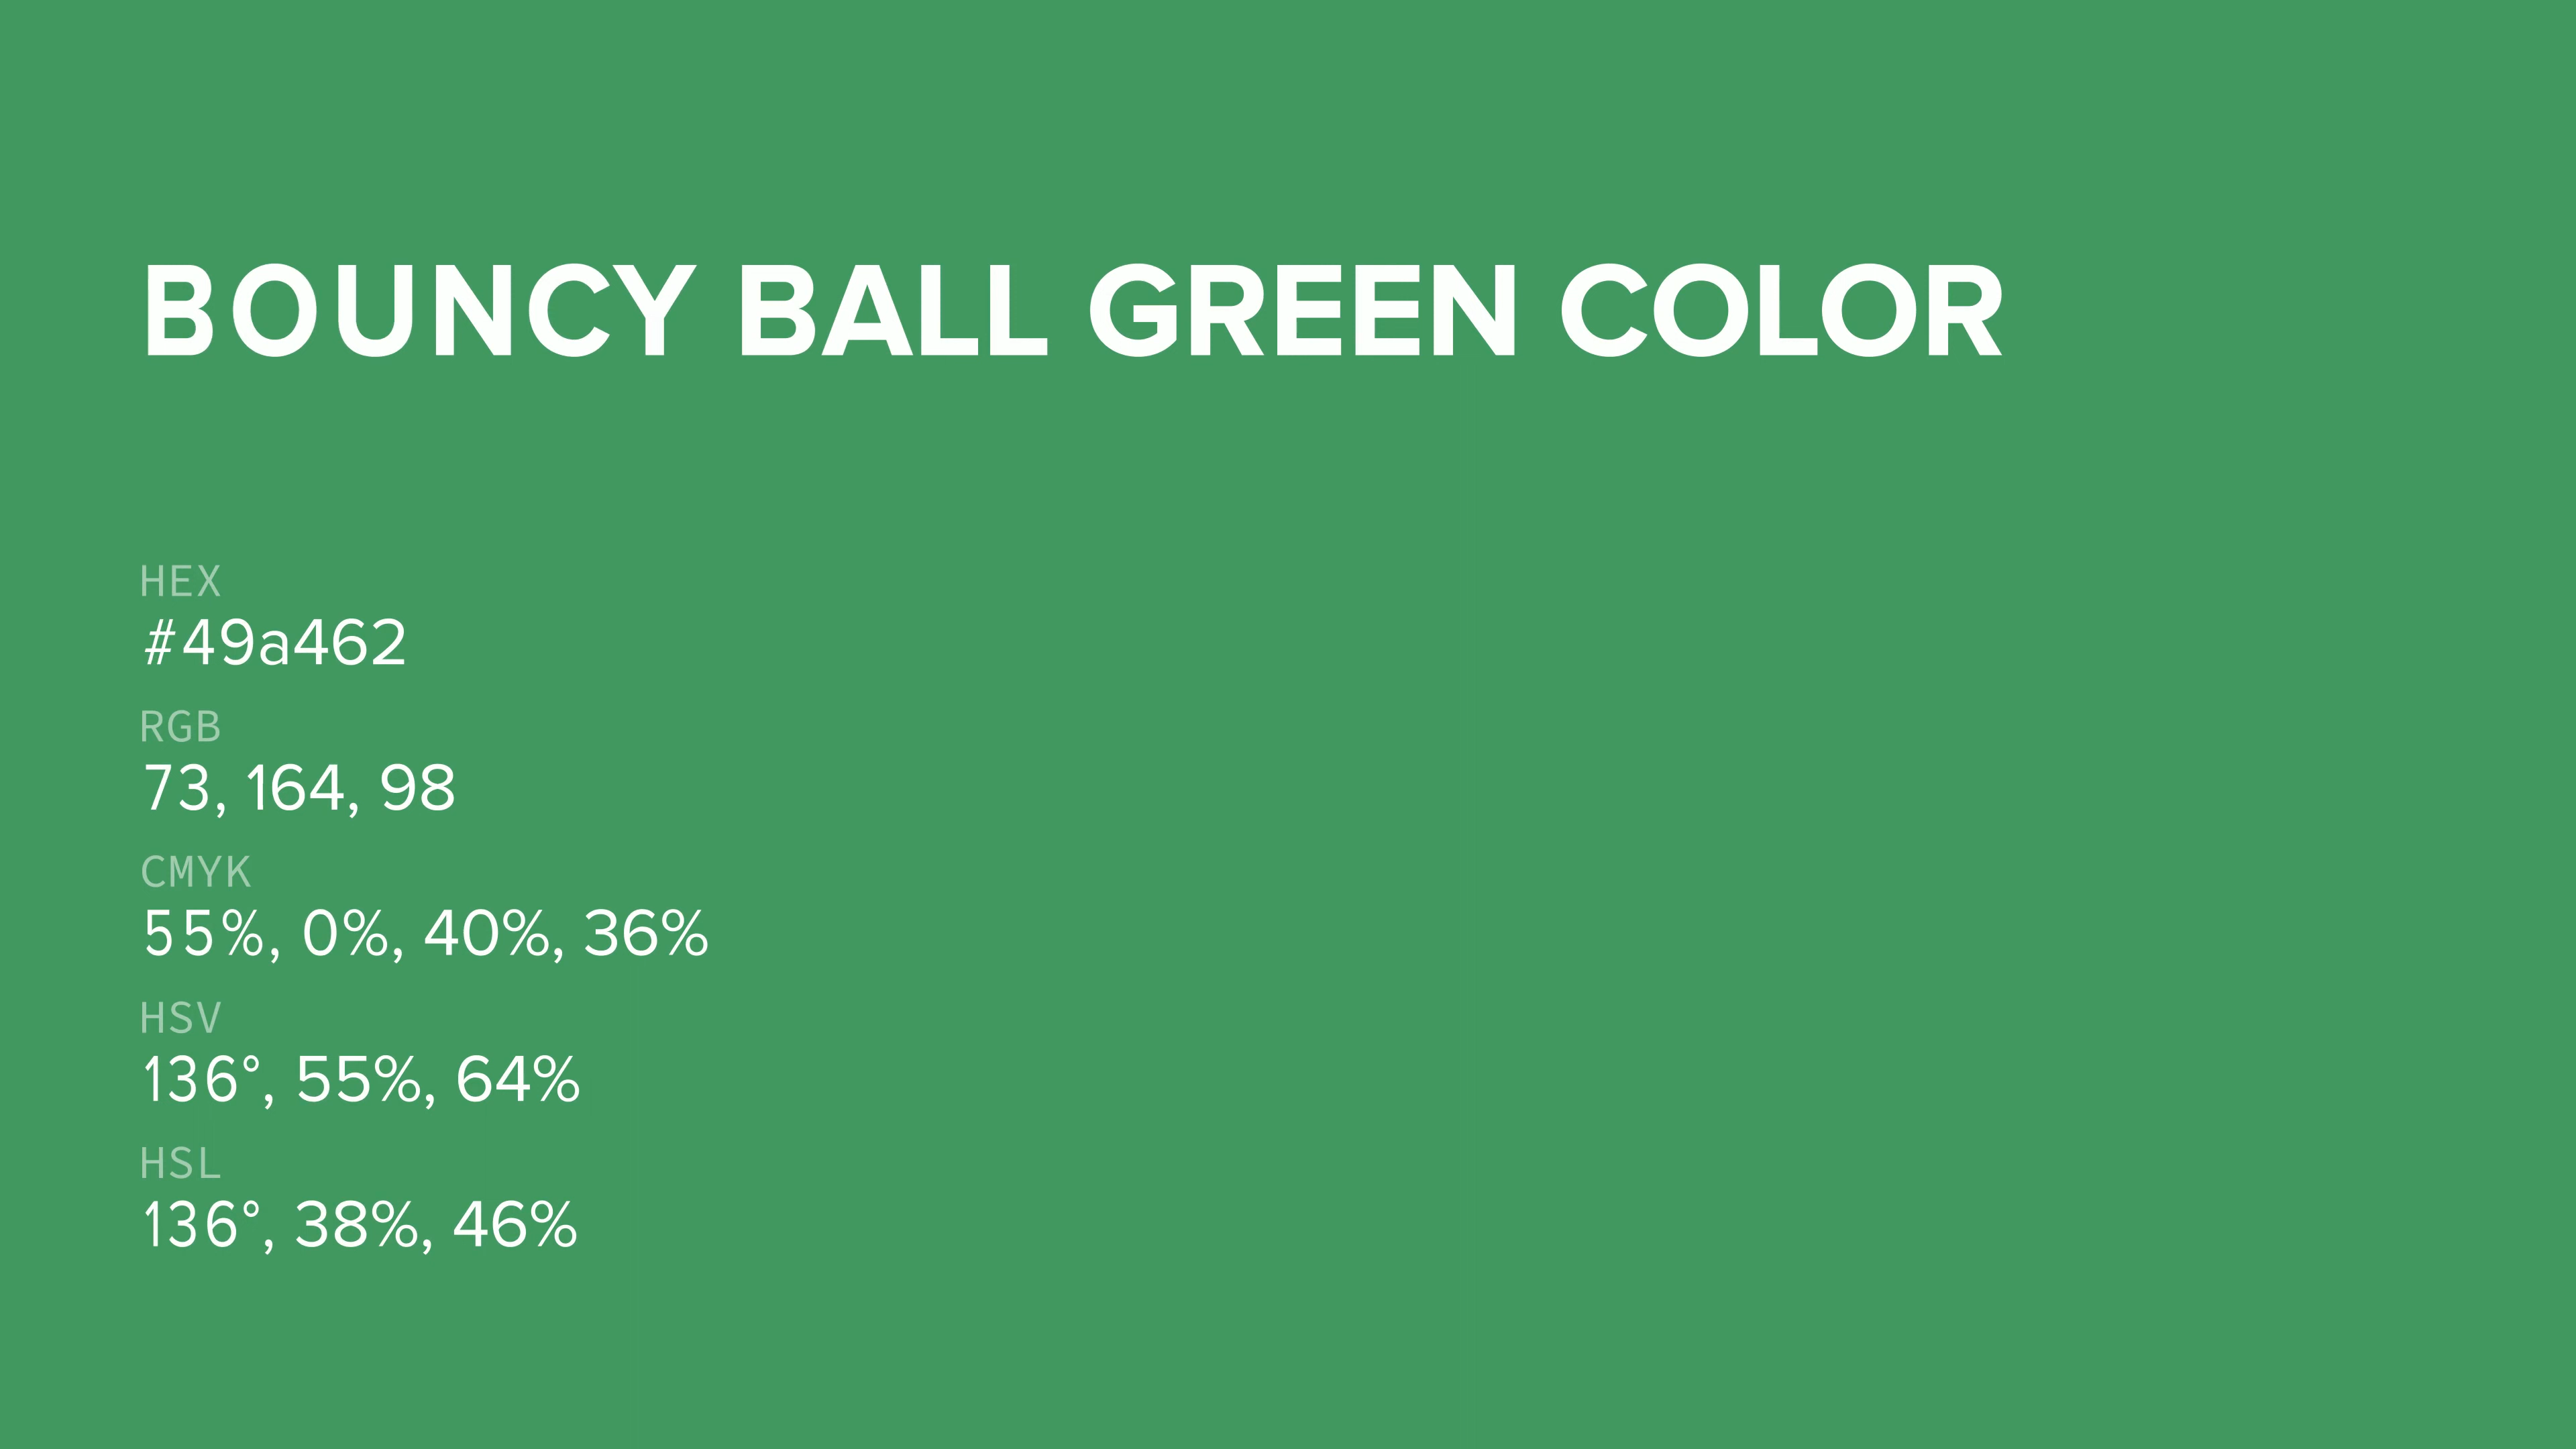 BOUNCY BALL GREEN COLOR
HEX
#49a462
RGB
73, 164, 98
CMYK
55%, 0%, 40%, 36%
HSV
136°, 55%, 64%
HSL
136°, 38%, 46%